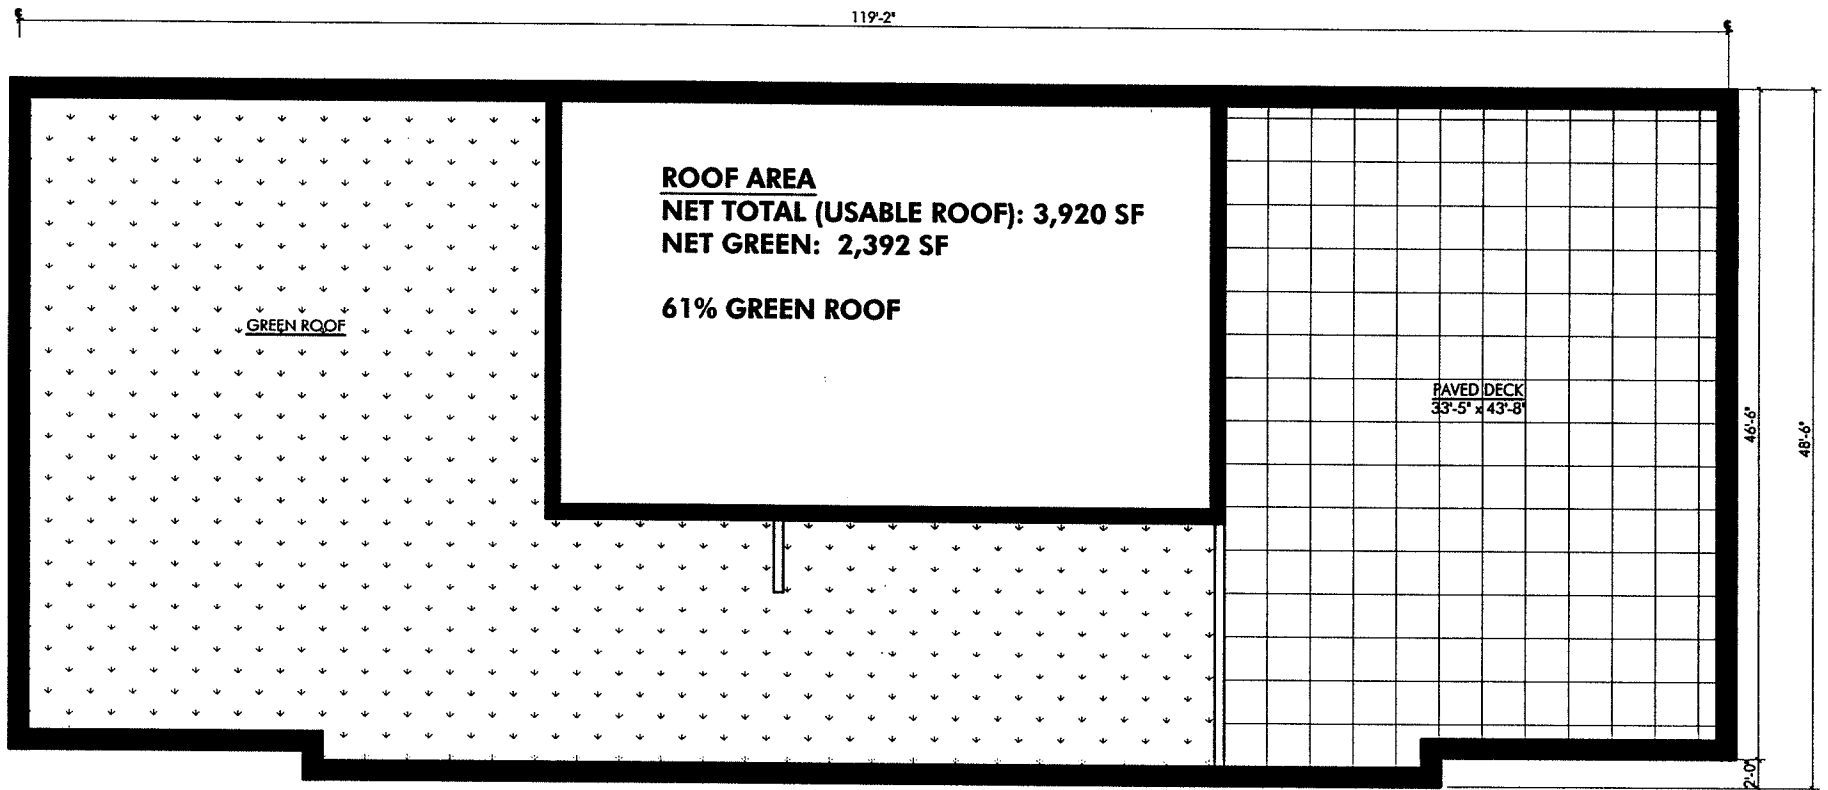 119'-2"
ROOF AREA
NET TOTAL (USABLE ROOF): 3,920 SF
NET GREEN: 2,392 SF
61% GREEN ROOF
GREEN ROOF
PAVED DECK
33'-5" x 43'-8"
46'-6"
48'-6"
2'-0"